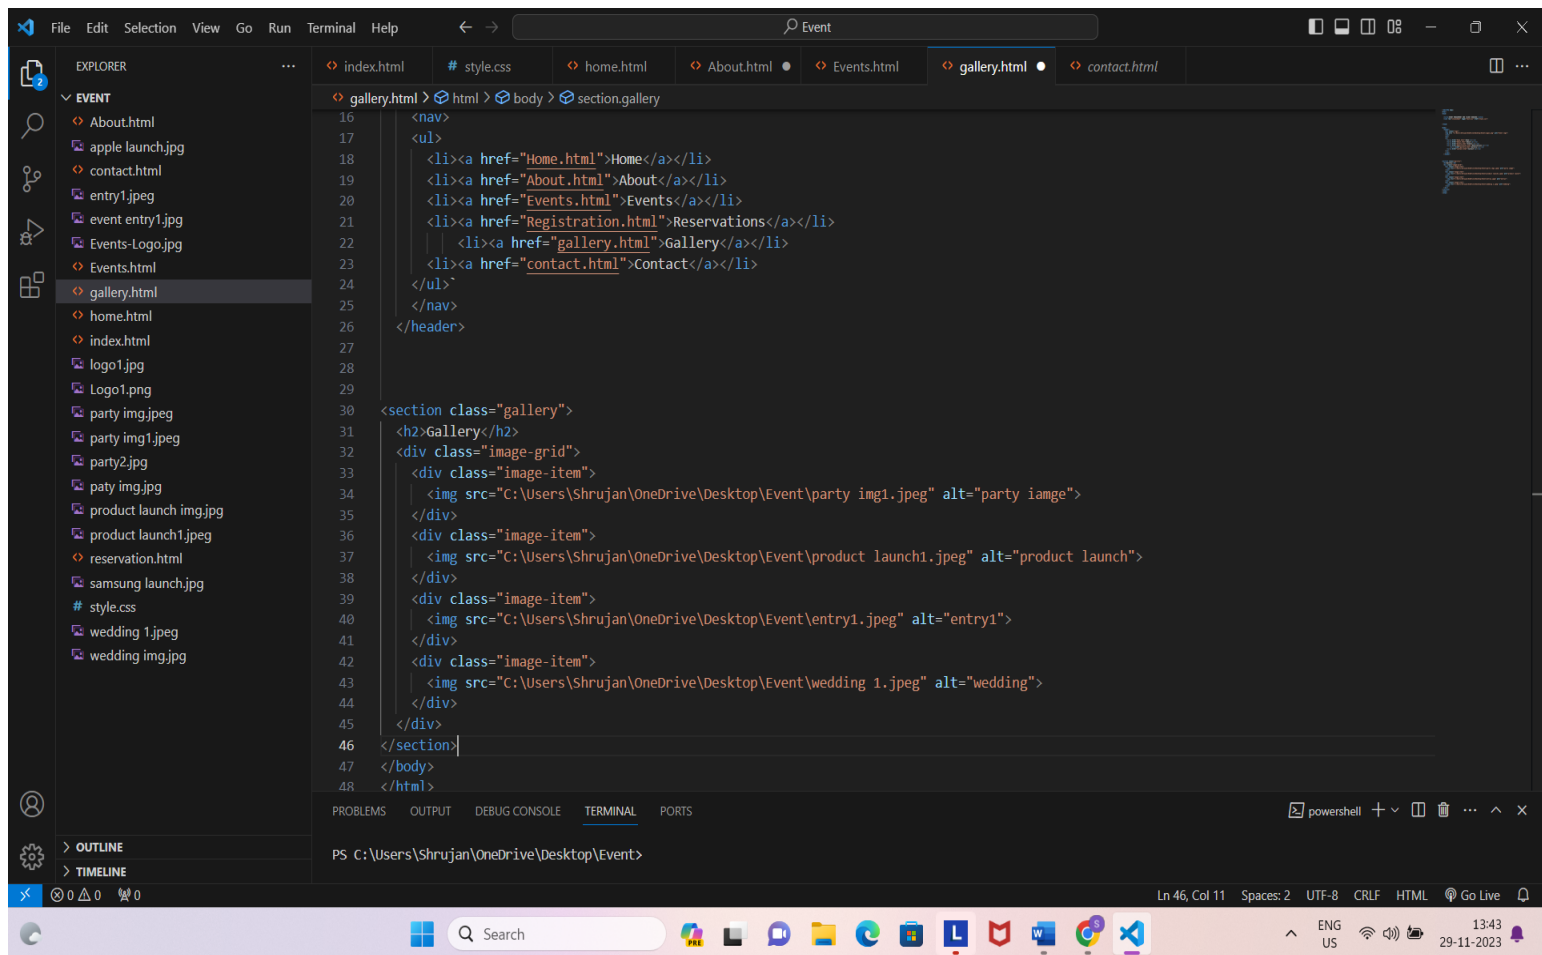 File Edit Selection View Go Run Terminal Help Event
EXPLORER
EVENT
About.html
apple launch.jpg
contact.html
entry1.jpeg
event entry1.jpg
Events-Logo.jpg
Events.html
gallery.html
home.html
index.html
logo1.jpg
Logo1.png
party img.jpeg
party img1.jpeg
party2.jpg
paty img.jpg
product launch img.jpg
product launch1.jpeg
reservation.html
samsung launch.jpg
style.css
wedding 1.jpeg
wedding img.jpg
OUTLINE
TIMELINE
2
index.html # style.css home.html About.html Events.html gallery.html contact.html
gallery.html > html > body > section.gallery
16 <nav>
17 <ul>
18 <li><a href="Home.html">Home</a></li>
19 <li><a href="About.html">About</a></li>
20 <li><a href="Events.html">Events</a></li>
21 <li><a href="Registration.html">Reservations</a></li>
22 <li><a href="gallery.html">Gallery</a></li>
23 <li><a href="contact.html">Contact</a></li>
24 </ul>`
25 </nav>
26 </header>
27
28
29
30 <section class="gallery">
31 <h2>Gallery</h2>
32 <div class="image-grid">
33 <div class="image-item">
34 <img src="C:\Users\Shrujan\OneDrive\Desktop\Event\party img1.jpeg" alt="party iamge">
35 </div>
36 <div class="image-item">
37 <img src="C:\Users\Shrujan\OneDrive\Desktop\Event\product launch1.jpeg" alt="product launch">
38 </div>
39 <div class="image-item">
40 <img src="C:\Users\Shrujan\OneDrive\Desktop\Event\entry1.jpeg" alt="entry1">
41 </div>
42 <div class="image-item">
43 <img src="C:\Users\Shrujan\OneDrive\Desktop\Event\wedding 1.jpeg" alt="wedding">
44 </div>
45 </div>
46 </section>
47 </body>
48 </html>
PROBLEMS OUTPUT DEBUG CONSOLE TERMINAL PORTS powershell
PS C:\Users\Shrujan\OneDrive\Desktop\Event>
0 0 0 Ln 46, Col 11 Spaces: 2 UTF-8 CRLF HTML Go Live
Search PRE L W S ENG 13:43
US 29-11-2023